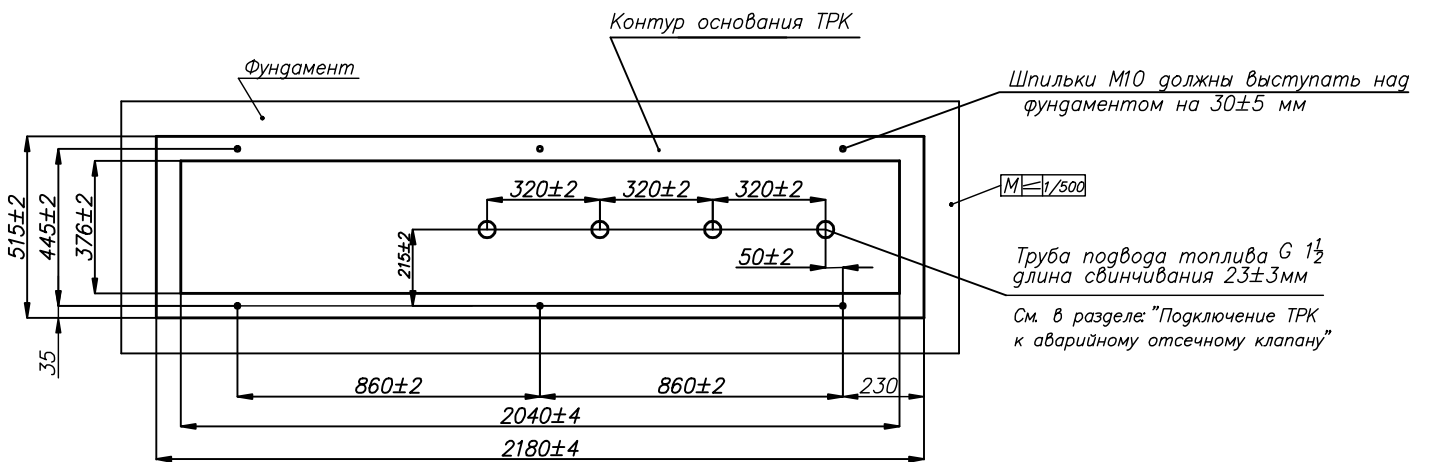 Контур основания ТРК
Фундамент
Шпильки М10 должны выступать над
фундаментом на 30±5 мм
М 1/500
320±2 320±2 320±2
515±2
445±2
376±2
215±2
50±2
Труба подвода топлива G 1½
длина свинчивания 23±3мм
См. в разделе: "Подключение ТРК
к аварийному отсечному клапану"
35
860±2 860±2 230
2040±4
2180±4